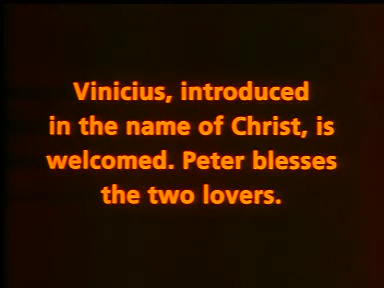 Vinicius, introduced
in the name of Christ, is
welcomed. Peter blesses
the two lovers.